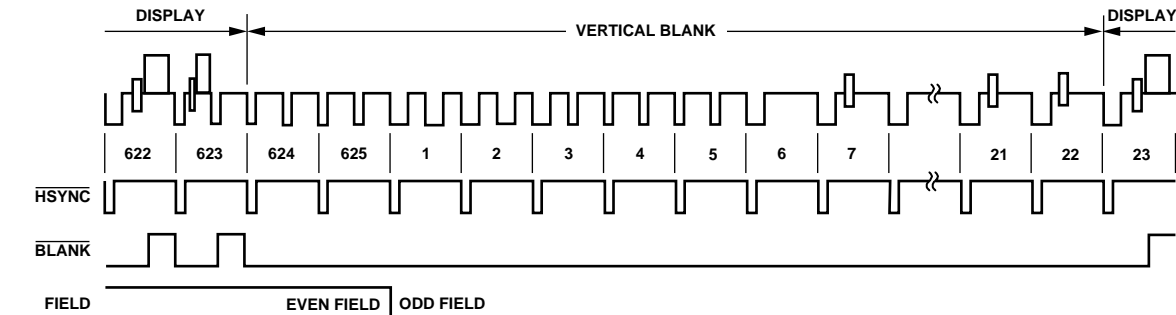 DISPLAY
VERTICAL BLANK
DISPLAY
622 623 624 625 1 2 3 4 5 6 7 21 22 23
HSYNC
BLANK
FIELD EVEN FIELD ODD FIELD